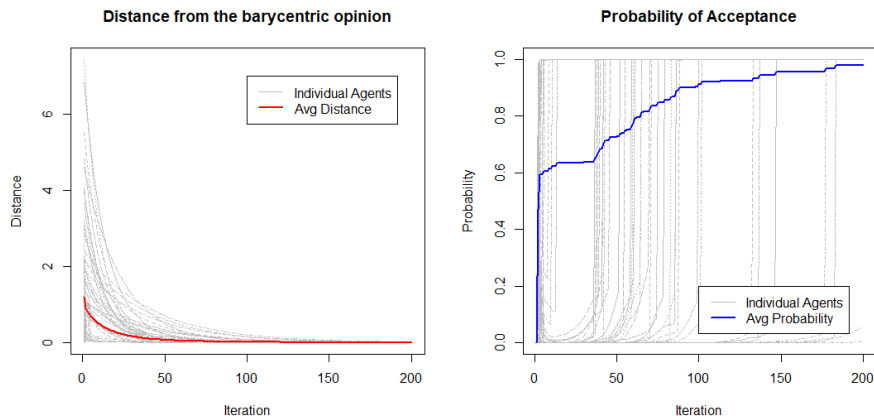 Distance from the barycentric opinion
Distance
0
2
4
6
Individual Agents
Avg Distance
0
50
100
150
200
Iteration
Probability of Acceptance
Probability
0.0
0.2
0.4
0.6
0.8
1.0
Individual Agents
Avg Probability
0
50
100
150
200
Iteration